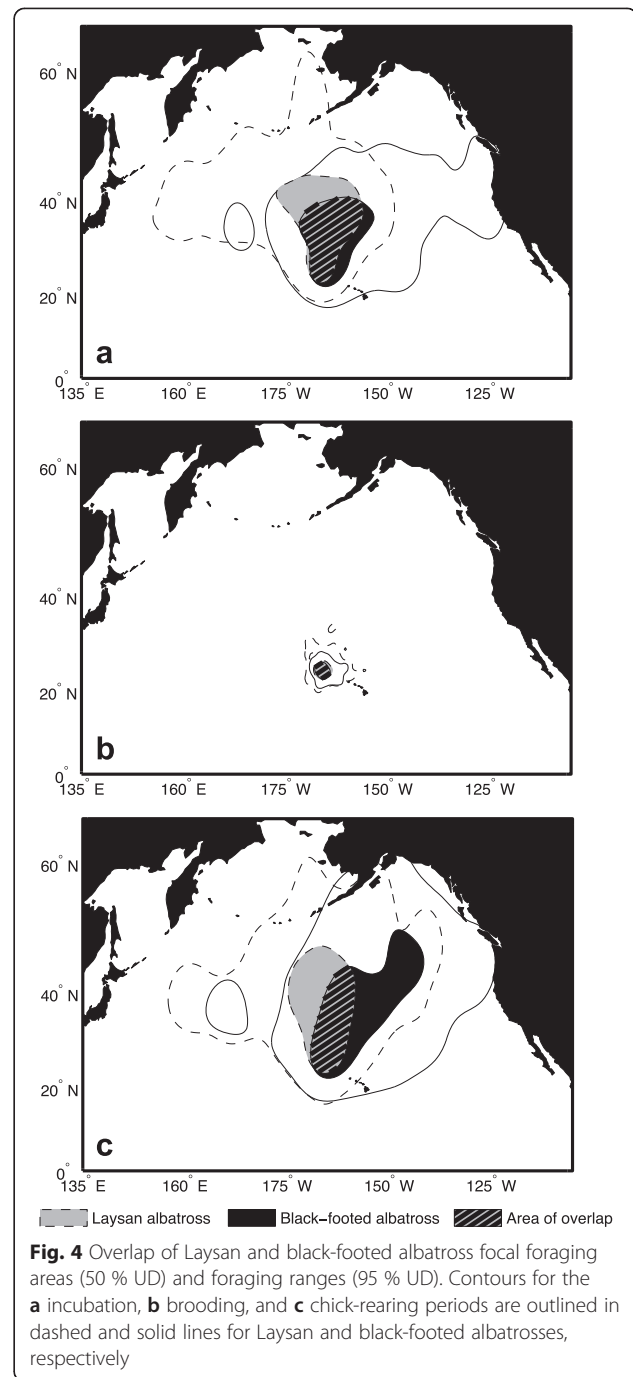 60° N
40° N
20° N
0°
a
135° E 160° E 175° W 150° W 125° W
60° N
40° N
20° N
0°
b
135° E 160° E 175° W 150° W 125° W
60° N
40° N
20° N
0°
c
135° E 160° E 175° W 150° W 125° W
Laysan albatross Black-footed albatross Area of overlap
Fig. 4 Overlap of Laysan and black-footed albatross focal foraging
areas (50 % UD) and foraging ranges (95 % UD). Contours for the
a incubation, b brooding, and c chick-rearing periods are outlined in
dashed and solid lines for Laysan and black-footed albatrosses,
respectively